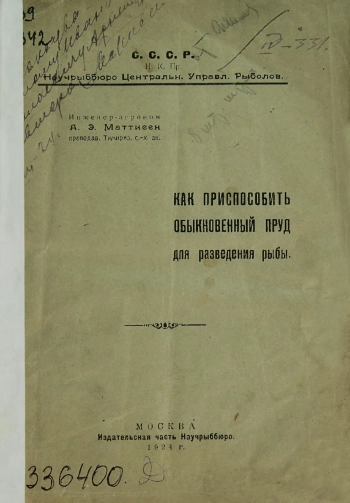 С. С. С. Р.
Н. К. Пр.
Научрыббюро Центральн. Управл. Рыболов.
Инженер-агроном
А. Э. Маттисен
преподав. Тимиряз. с.-х. ак.
КАК ПРИСПОСОБИТЬ
ОБЫКНОВЕННЫЙ ПРУД
для разведения рыбы.
МОСКВА
Издательская часть Научрыббюро.
1924 г.
336400